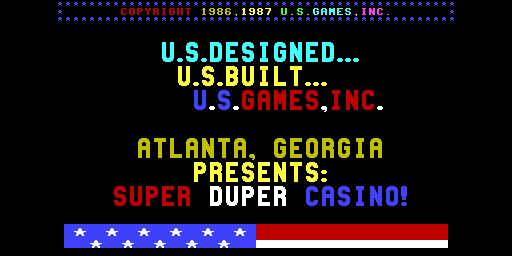 COPYRIGHT 1986,1987 U.S.GAMES,INC.
U.S.DESIGNED...
U.S.BUILT...
U.S.GAMES,INC.
ATLANTA, GEORGIA
PRESENTS:
SUPER DUPER CASINO!